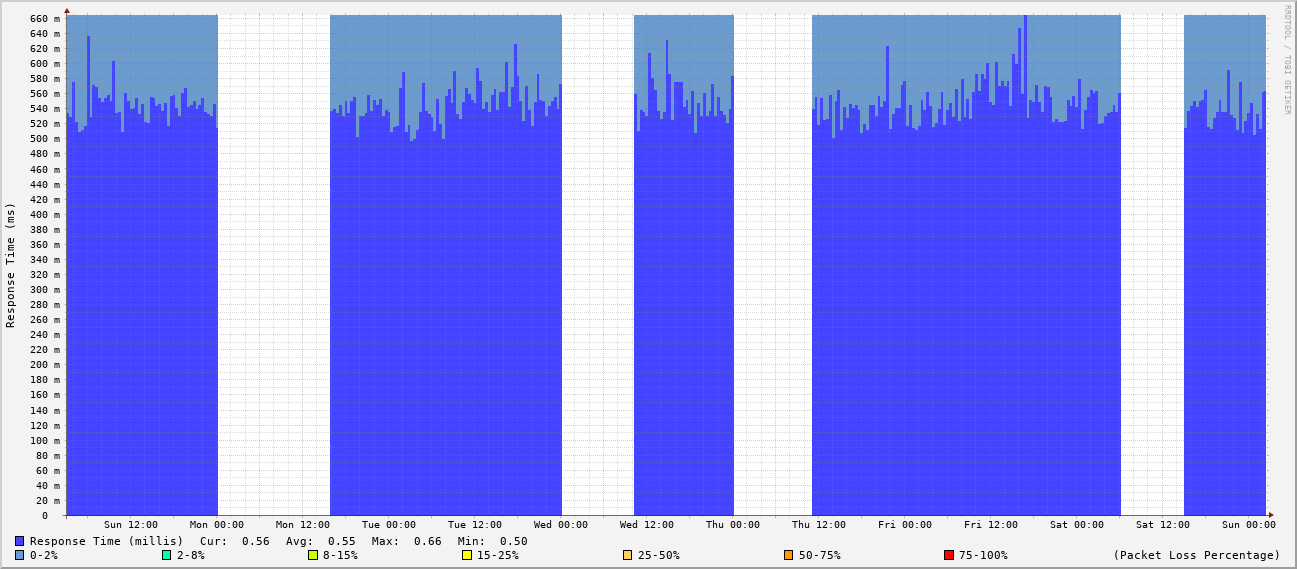 660 m
640 m
620 m
600 m
580 m
560 m
540 m
520 m
500 m
480 m
460 m
440 m
420 m
400 m
380 m
360 m
340 m
320 m
300 m
280 m
260 m
240 m
220 m
200 m
180 m
160 m
140 m
120 m
100 m
80 m
60 m
40 m
20 m
0
Response Time (ms)
RRDTOOL / TOBI OETIKER
Sun 12:00 Mon 00:00 Mon 12:00 Tue 00:00 Tue 12:00 Wed 00:00 Wed 12:00 Thu 00:00 Thu 12:00 Fri 00:00 Fri 12:00 Sat 00:00 Sat 12:00 Sun 00:00
Response Time (millis) Cur: 0.56 Avg: 0.55 Max: 0.66 Min: 0.50
0-2% 2-8% 8-15% 15-25% 25-50% 50-75% 75-100% (Packet Loss Percentage)